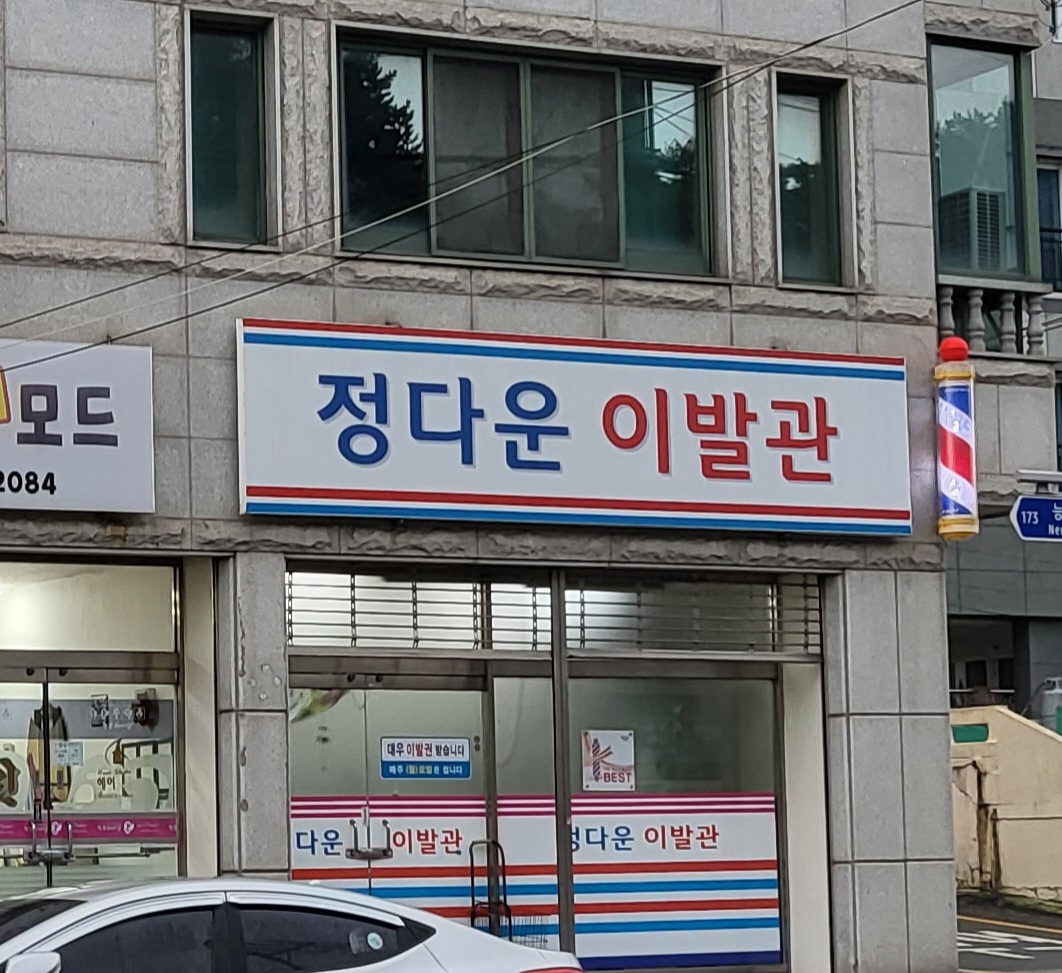 정다운 이발관
모드
2084
173
대우 이발권 받습니다
매주 (월)요일은 쉽니다
BEST
헤어
다운 이발관
정다운 이발관